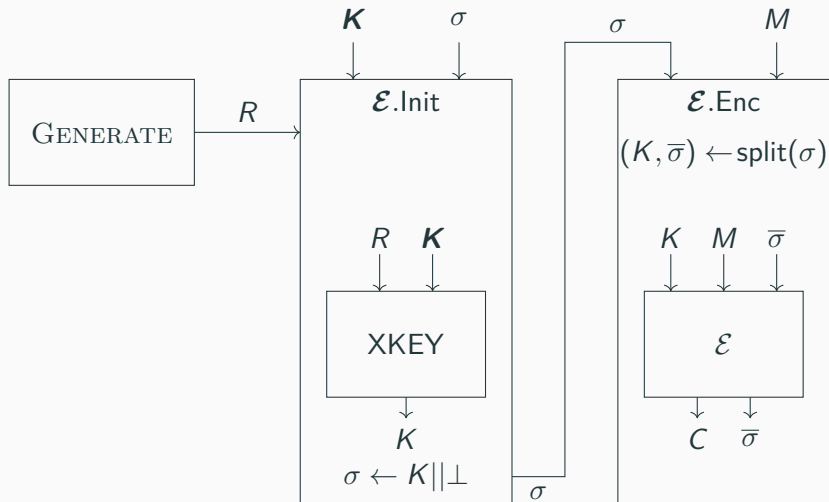 K σ σ M
GENERATE R ℰ.Init ℰ.Enc
(K, σ̄) ← split(σ)
R K K M σ̄
XKEY ℰ
K C σ̄
σ ← K||⊥
σ